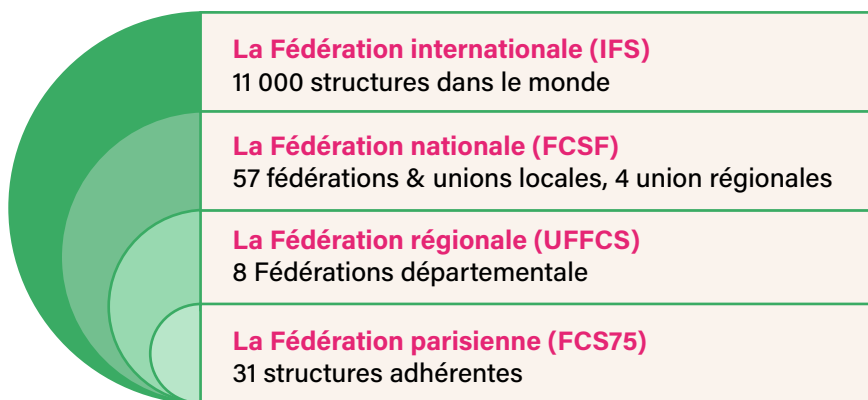 La Fédération internationale (IFS)
11 000 structures dans le monde
La Fédération nationale (FCSF)
57 fédérations & unions locales, 4 union régionales
La Fédération régionale (UFFCS)
8 Fédérations départementale
La Fédération parisienne (FCS75)
31 structures adhérentes